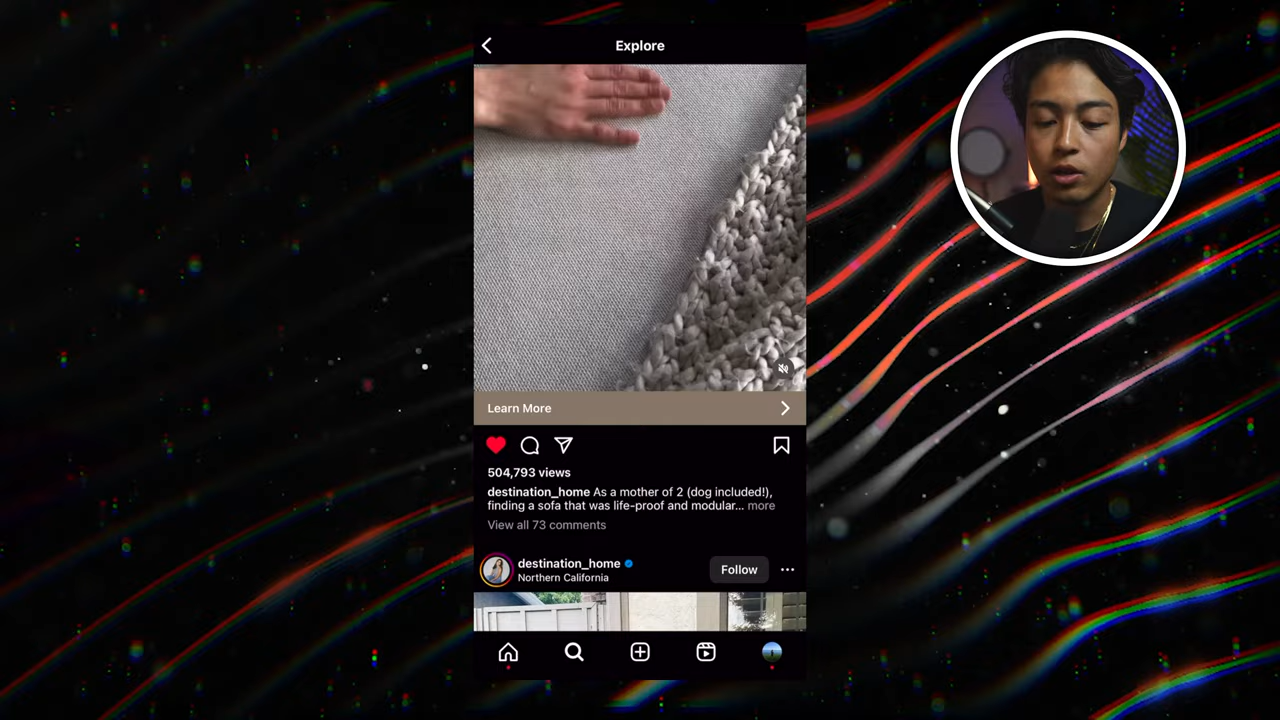 Explore
Learn More
504,793 views
destination_home As a mother of 2 (dog included!),
finding a sofa that was life-proof and modular... more
View all 73 comments
destination_home
Follow
Northern California